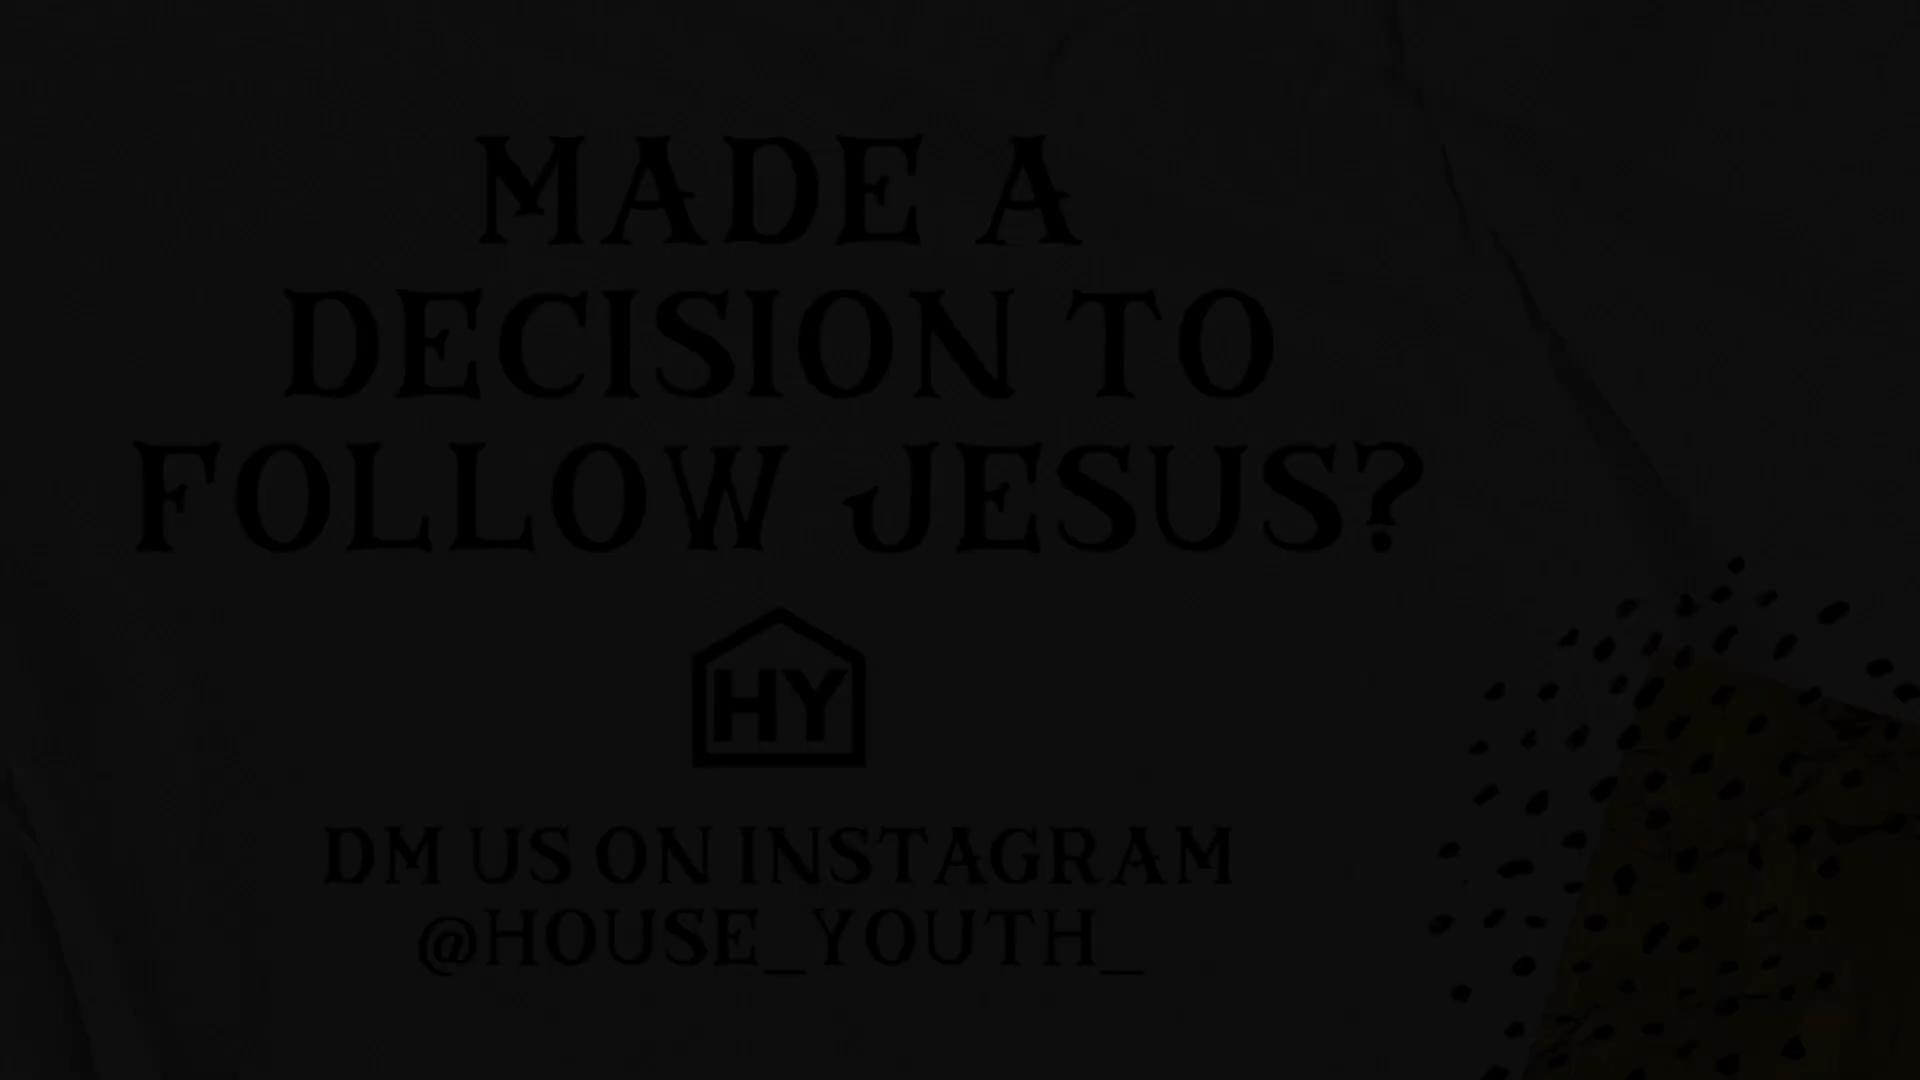 MADE A
DECISION TO
FOLLOW JESUS?
HY
DM US ON INSTAGRAM
@HOUSE_YOUTH_